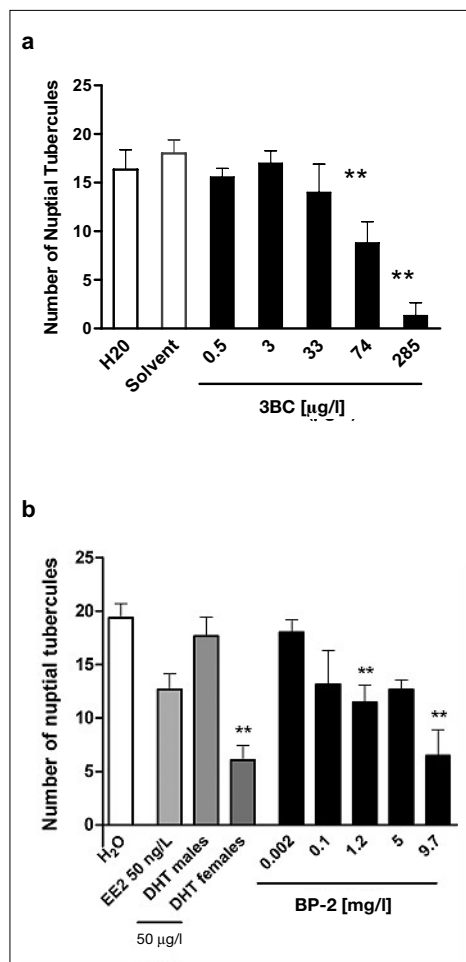 a
Number of Nuptial Tubercules
25
20
15
10
5
0
**
**
H20
Solvent
0.5
3
33
74
285
3BC [µg/l]
b
Number of nuptial tubercules
25
20
15
10
5
0
**
**
**
H₂O
EE2 50 ng/L
DHT males
DHT females
0.002
0.1
1.2
5
9.7
50 µg/l
BP-2 [mg/l]